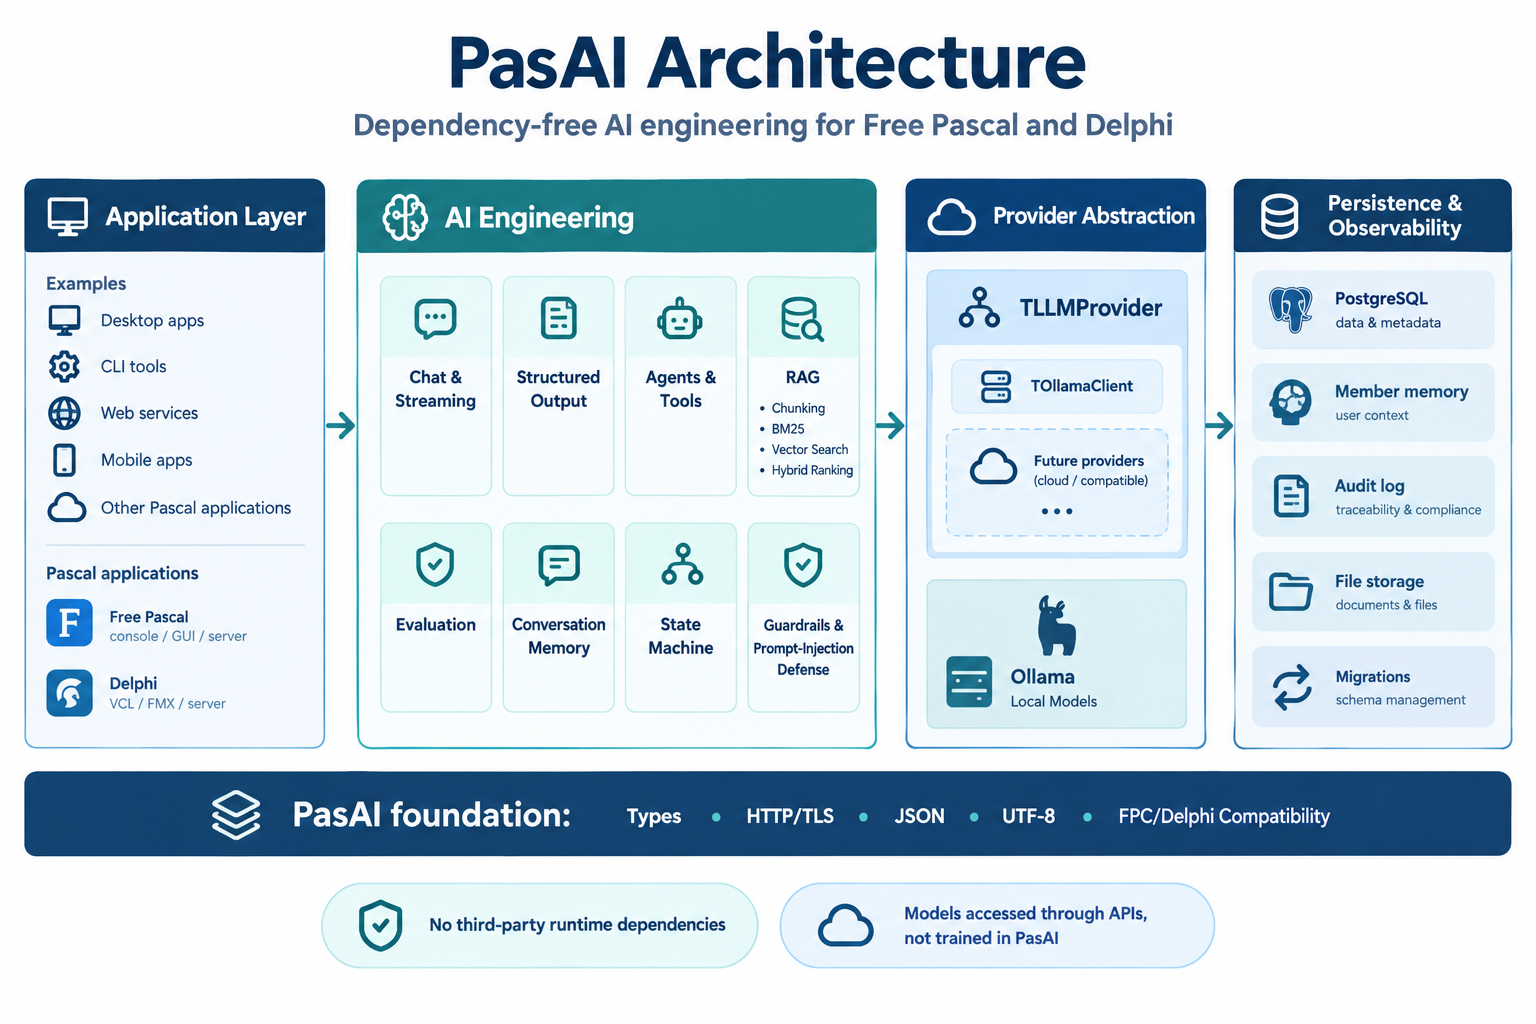 PasAI Architecture
Dependency-free AI engineering for Free Pascal and Delphi
Application Layer
Examples
Desktop apps
CLI tools
Web services
Mobile apps
Other Pascal applications
Pascal applications
F
Free Pascal
console / GUI / server
Delphi
VCL / FMX / server
AI Engineering
Chat &
Streaming
Structured
Output
Agents &
Tools
RAG
• Chunking
• BM25
• Vector Search
• Hybrid Ranking
Evaluation
Conversation
Memory
State
Machine
Guardrails &
Prompt-Injection
Defense
Provider Abstraction
TLLMProvider
TOllamaClient
Future providers
(cloud / compatible)
•••
Ollama
Local Models
Persistence &
Observability
PostgreSQL
data & metadata
Member memory
user context
Audit log
traceability & compliance
File storage
documents & files
Migrations
schema management
PasAI foundation: Types • HTTP/TLS • JSON • UTF-8 • FPC/Delphi Compatibility
No third-party runtime dependencies
Models accessed through APIs,
not trained in PasAI